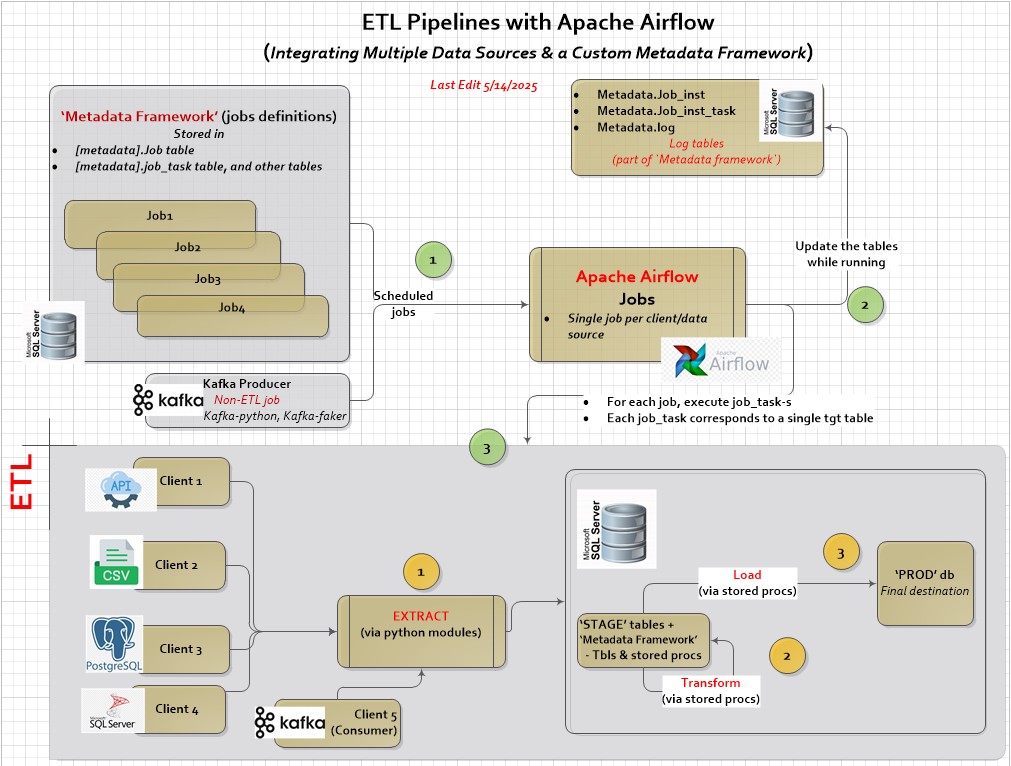 ETL Pipelines with Apache Airflow
(Integrating Multiple Data Sources & a Custom Metadata Framework)
Last Edit 5/14/2025
‘Metadata Framework’ (jobs definitions)
Stored in
• [metadata].Job table
• [metadata].job_task table, and other tables
Job1
Job2
Job3
Job4
Microsoft
SQL Server
kafka
Kafka Producer
Non-ETL job
Kafka-python, Kafka-faker
1
Scheduled
jobs
• Metadata.Job_inst
• Metadata.Job_inst_task
• Metadata.log
Log tables
(part of `Metadata framework`)
Microsoft
SQL Server
Apache Airflow
Jobs
• Single job per client/data
source
Apache
Airflow
Update the tables
while running
2
• For each job, execute job_task-s
• Each job_task corresponds to a single tgt table
3
ETL
API
Client 1
CSV
Client 2
PostgreSQL
Client 3
Microsoft
SQL Server
Client 4
kafka
Client 5
(Consumer)
1
EXTRACT
(via python modules)
Microsoft
SQL Server
‘STAGE’ tables +
‘Metadata Framework’
- Tbls & stored procs
Transform
(via stored procs)
2
Load
(via stored procs)
3
‘PROD’ db
Final destination